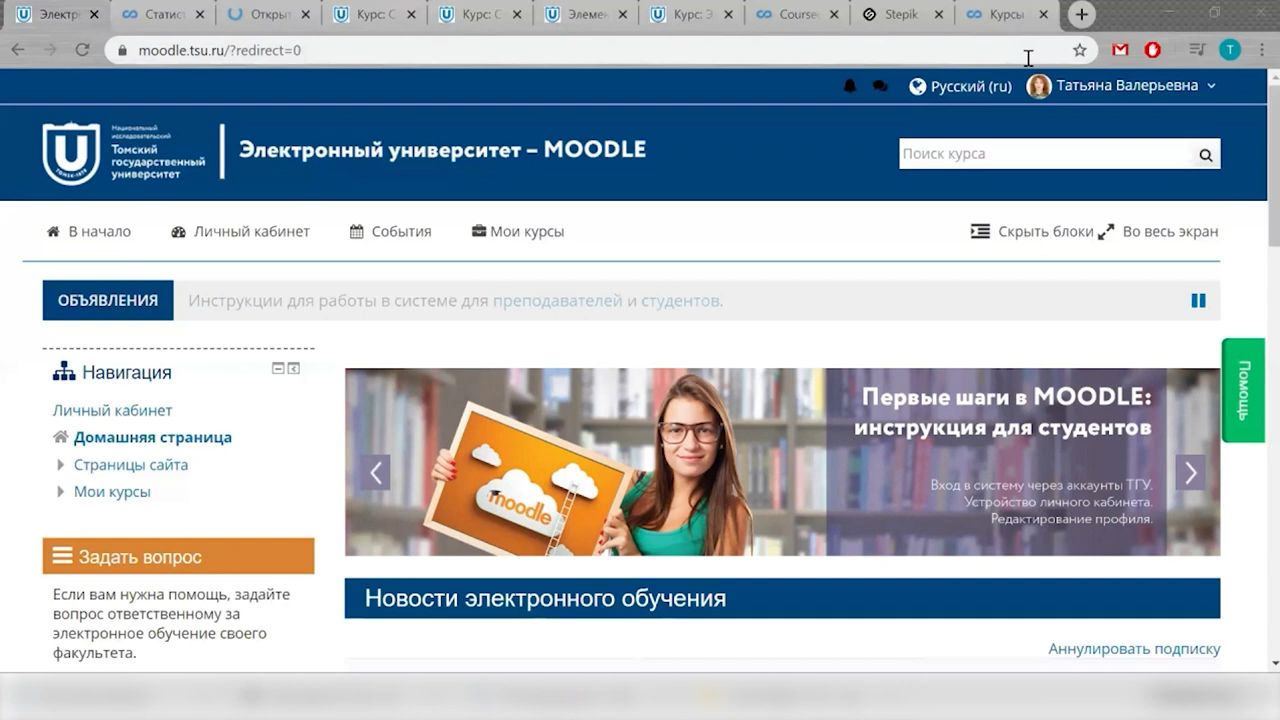 Электр
Статис
Открыт
Курс: С
Курс: С
Элемен
Курс: Э
Course
Stepik
Курсы
moodle.tsu.ru/?redirect=0
T
Русский (ru)
Татьяна Валерьевна
Национальный
исследовательский
Томский
государственный
университет
Электронный университет – MOODLE
Поиск курса
В начало
Личный кабинет
События
Мои курсы
Скрыть блоки
Во весь экран
ОБЪЯВЛЕНИЯ
Инструкции для работы в системе для преподавателей и студентов.
Навигация
Личный кабинет
Домашняя страница
Страницы сайта
Мои курсы
moodle
Первые шаги в MOODLE:
инструкция для студентов
Вход в систему через аккаунты ТГУ.
Устройство личного кабинета.
Редактирование профиля.
Помощь
Задать вопрос
Если вам нужна помощь, задайте
вопрос ответственному за
электронное обучение своего
факультета.
Новости электронного обучения
Аннулировать подписку